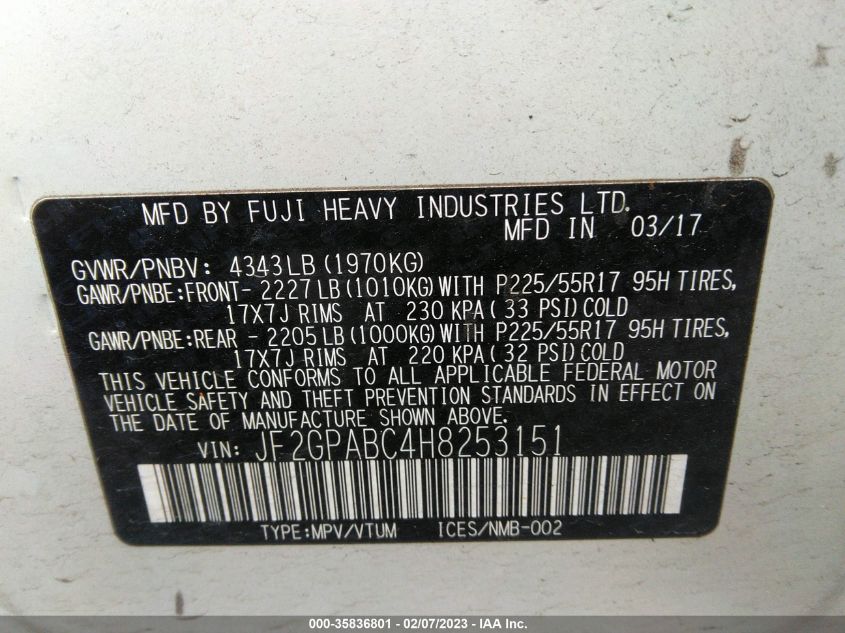 MFD BY FUJI HEAVY INDUSTRIES LTD.
MFD IN 03/17
GVWR/PNBV: 4343LB(1970KG)
GAWR/PNBE:FRONT- 2227LB(1010KG)WITH P225/55R17 95H TIRES,
17X7J RIMS AT 230 KPA( 33 PSI)COLD
GAWR/PNBE:REAR - 2205LB(1000KG)WITH P225/55R17 95H TIRES,
17X7J RIMS AT 220 KPA( 32 PSI)COLD
THIS VEHICLE CONFORMS TO ALL APPLICABLE FEDERAL MOTOR
VEHICLE SAFETY AND THEFT PREVENTION STANDARDS IN EFFECT ON
THE DATE OF MANUFACTURE SHOWN ABOVE.
VIN: JF2GPABC4H8253151
TYPE:MPV/VTUM ICES/NMB-002
000-35836801 - 02/07/2023 - IAA Inc.